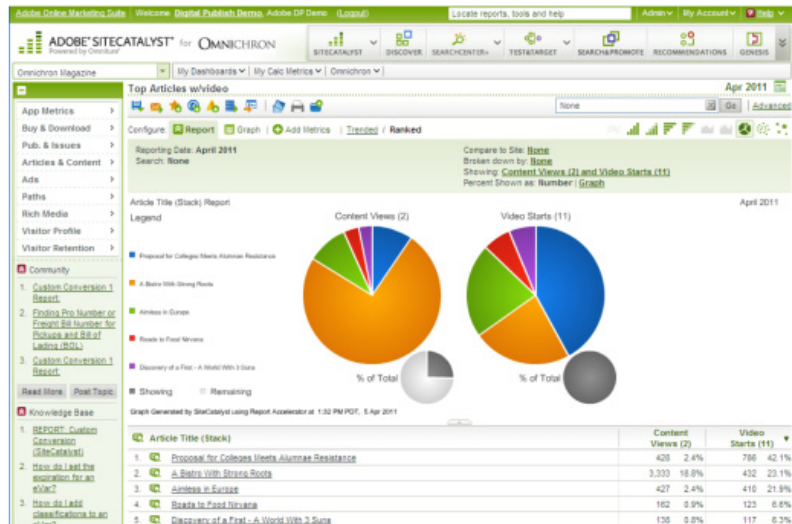 Adobe Online Marketing Suite Welcome Digital Publish Demo, Adobe DP Demo (Logout) Locate reports, tools and help Admin My Account Help
ADOBE® SITECATALYST® for OMNICHRON
Powered by Omniture
SITECATALYST DISCOVER SEARCHCENTER+ TEST&TARGET SEARCH&PROMOTE RECOMMENDATIONS GENESIS
Omnichron Magazine My Dashboards My Calc Metrics Omnichron
Top Articles w/video Apr 2011
None Go Advanced
Configure: Report Graph Add Metrics Trended / Ranked
App Metrics
Buy & Download
Pub. & Issues
Articles & Content
Ads
Paths
Rich Media
Visitor Profile
Visitor Retention
Community
1. Custom Conversion 1 Report:
2. Finding Pro Number or Freight Bill Number for Pickups and Bill of Lading (BOL)
3. Custom Conversion 1 Report:
Read More Post Topic
Knowledge Base
1. REPORT: Custom Conversion (SiteCatalyst)
2. How do I set the expiration for an eVar?
3. How do I add classifications to an
Reporting Date: April 2011
Search: None
Compare to Site: None
Broken down by: None
Showing: Content Views (2) and Video Starts (11)
Percent Shown as: Number | Graph
Article Title (Stack) Report April 2011
Legend
Proposal for Colleges Meets Alumnae Resistance
A Bistro With Strong Roots
Aimless in Europe
Roads to Food Nirvana
Discovery of a First - A World With 3 Suns
Showing Remaining
Content Views (2)
% of Total
Video Starts (11)
% of Total
Graph Generated by SiteCatalyst using Report Accelerator at 1:32 PM PDT, 5 Apr 2011
Article Title (Stack) Content Views (2) Video Starts (11)
1. Proposal for Colleges Meets Alumnae Resistance 428 2.4% 786 42.1%
2. A Bistro With Strong Roots 3,333 18.8% 432 23.1%
3. Aimless in Europe 427 2.4% 410 21.9%
4. Roads to Food Nirvana 162 0.9% 123 6.6%
5. Discovery of a First - A World With 3 Suns 138 0.8% 117 6.3%